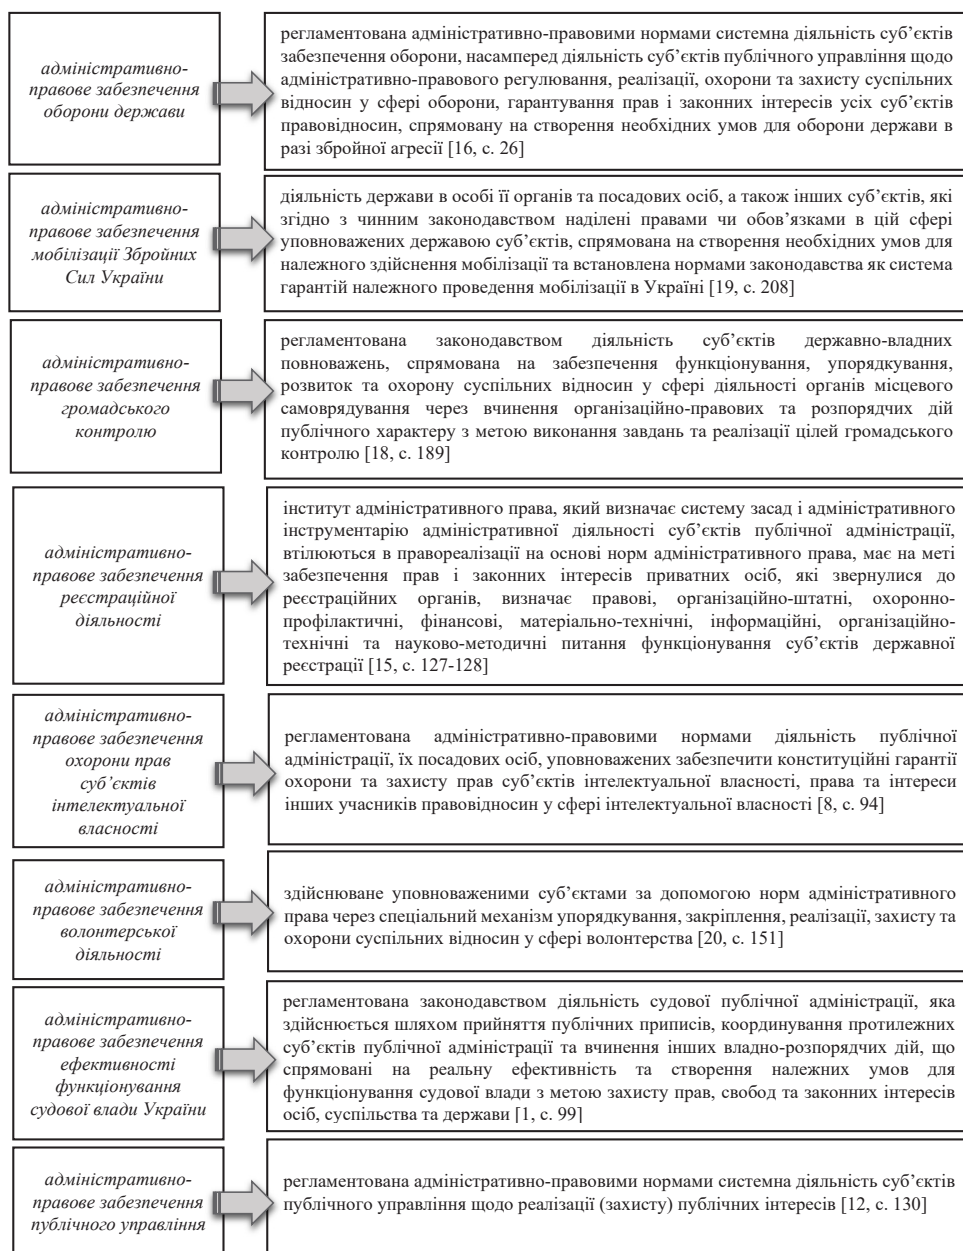 адміністративно-
правове забезпечення
оборони держави
регламентована адміністративно-правовими нормами системна діяльність суб’єктів
забезпечення оборони, насамперед діяльність суб’єктів публічного управління щодо
адміністративно-правового регулювання, реалізації, охорони та захисту суспільних
відносин у сфері оборони, гарантування прав і законних інтересів усіх суб’єктів
правовідносин, спрямовану на створення необхідних умов для оборони держави в
разі збройної агресії [16, с. 26]
адміністративно-
правове забезпечення
мобілізації Збройних
Сил України
діяльність держави в особі її органів та посадових осіб, а також інших суб’єктів, які
згідно з чинним законодавством наділені правами чи обов’язками в цій сфері
уповноважених державою суб’єктів, спрямована на створення необхідних умов для
належного здійснення мобілізації та встановлена нормами законодавства як система
гарантій належного проведення мобілізації в Україні [19, с. 208]
адміністративно-
правове забезпечення
громадського
контролю
регламентована законодавством діяльність суб’єктів державно-владних
повноважень, спрямована на забезпечення функціонування, упорядкування,
розвиток та охорону суспільних відносин у сфері діяльності органів місцевого
самоврядування через вчинення організаційно-правових та розпорядчих дій
публічного характеру з метою виконання завдань та реалізації цілей громадського
контролю [18, с. 189]
адміністративно-
правове забезпечення
реєстраційної
діяльності
інститут адміністративного права, який визначає систему засад і адміністративного
інструментарію адміністративної діяльності суб’єктів публічної адміністрації,
втілюються в правореалізації на основі норм адміністративного права, має на меті
забезпечення прав і законних інтересів приватних осіб, які звернулися до
реєстраційних органів, визначає правові, організаційно-штатні, охоронно-
профілактичні, фінансові, матеріально-технічні, інформаційні, організаційно-
технічні та науково-методичні питання функціонування суб’єктів державної
реєстрації [15, с. 127-128]
адміністративно-
правове забезпечення
охорони прав
суб’єктів
інтелектуальної
власності
регламентована адміністративно-правовими нормами діяльність публічної
адміністрації, їх посадових осіб, уповноважених забезпечити конституційні гарантії
охорони та захисту прав суб’єктів інтелектуальної власності, права та інтереси
інших учасників правовідносин у сфері інтелектуальної власності [8, с. 94]
адміністративно-
правове забезпечення
волонтерської
діяльності
здійснюване уповноваженими суб’єктами за допомогою норм адміністративного
права через спеціальний механізм упорядкування, закріплення, реалізації, захисту та
охорони суспільних відносин у сфері волонтерства [20, с. 151]
адміністративно-
правове забезпечення
ефективності
функціонування
судової влади України
регламентована законодавством діяльність судової публічної адміністрації, яка
здійснюється шляхом прийняття публічних приписів, координування протилежних
суб’єктів публічної адміністрації та вчинення інших владно-розпорядчих дій, що
спрямовані на реальну ефективність та створення належних умов для
функціонування судової влади з метою захисту прав, свобод та законних інтересів
осіб, суспільства та держави [1, с. 99]
адміністративно-
правове забезпечення
публічного управління
регламентована адміністративно-правовими нормами системна діяльність суб’єктів
публічного управління щодо реалізації (захисту) публічних інтересів [12, с. 130]